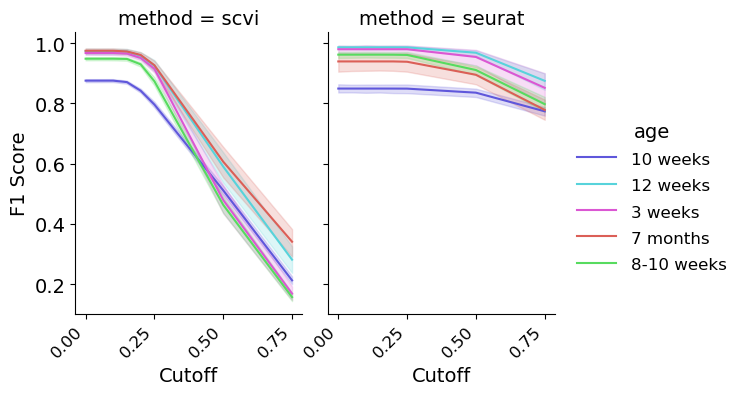 method = scvi
method = seurat
F1 Score
1.0
0.8
0.6
0.4
0.2
0.00
0.25
0.50
0.75
Cutoff
0.00
0.25
0.50
0.75
Cutoff
age
10 weeks
12 weeks
3 weeks
7 months
8-10 weeks